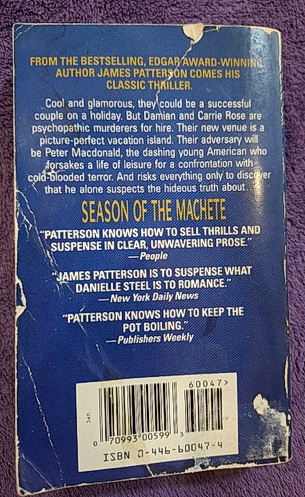 FROM THE BESTSELLING, EDGAR AWARD-WINNING
AUTHOR JAMES PATTERSON COMES HIS
CLASSIC THRILLER.
Cool and glamorous, they could be a successful
couple on a holiday. But Damian and Carrie Rose are
psychopathic murderers for hire. Their new venue is a
picture-perfect vacation island. Their adversary will
be Peter Macdonald, the dashing young American who
forsakes a life of leisure for a confrontation with
cold-blooded terror. And risks everything only to discover
that he alone suspects the hideous truth about
SEASON OF THE MACHETE
"PATTERSON KNOWS HOW TO SELL THRILLS AND
SUSPENSE IN CLEAR, UNWAVERING PROSE."
—People
"JAMES PATTERSON IS TO SUSPENSE WHAT
DANIELLE STEEL IS TO ROMANCE."
—New York Daily News
"PATTERSON KNOWS HOW TO KEEP THE
POT BOILING."
—Publishers Weekly
60047>
0 70993 00599 3
ISBN 0-446-60047-4